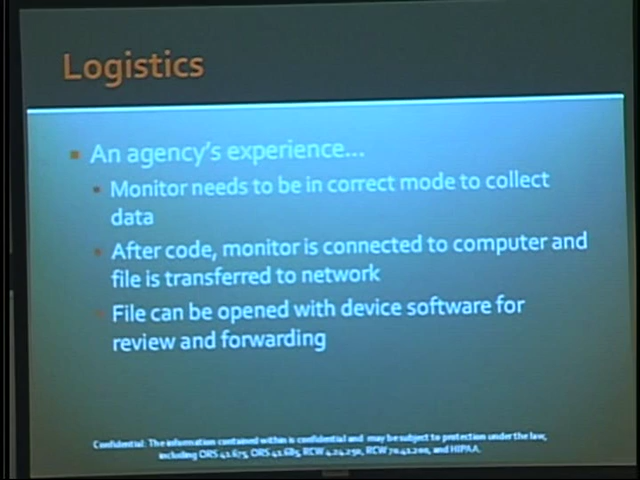 Logistics
An agency's experience...
Monitor needs to be in correct mode to collect
data
After code, monitor is connected to computer and
file is transferred to network
File can be opened with device software for
review and forwarding
Confidential: The information contained within is confidential and may be subject to protection under the law,
including ORS 41.675, ORS 41.685, RCW 4.24.250, RCW 70.41.200, and HIPAA.